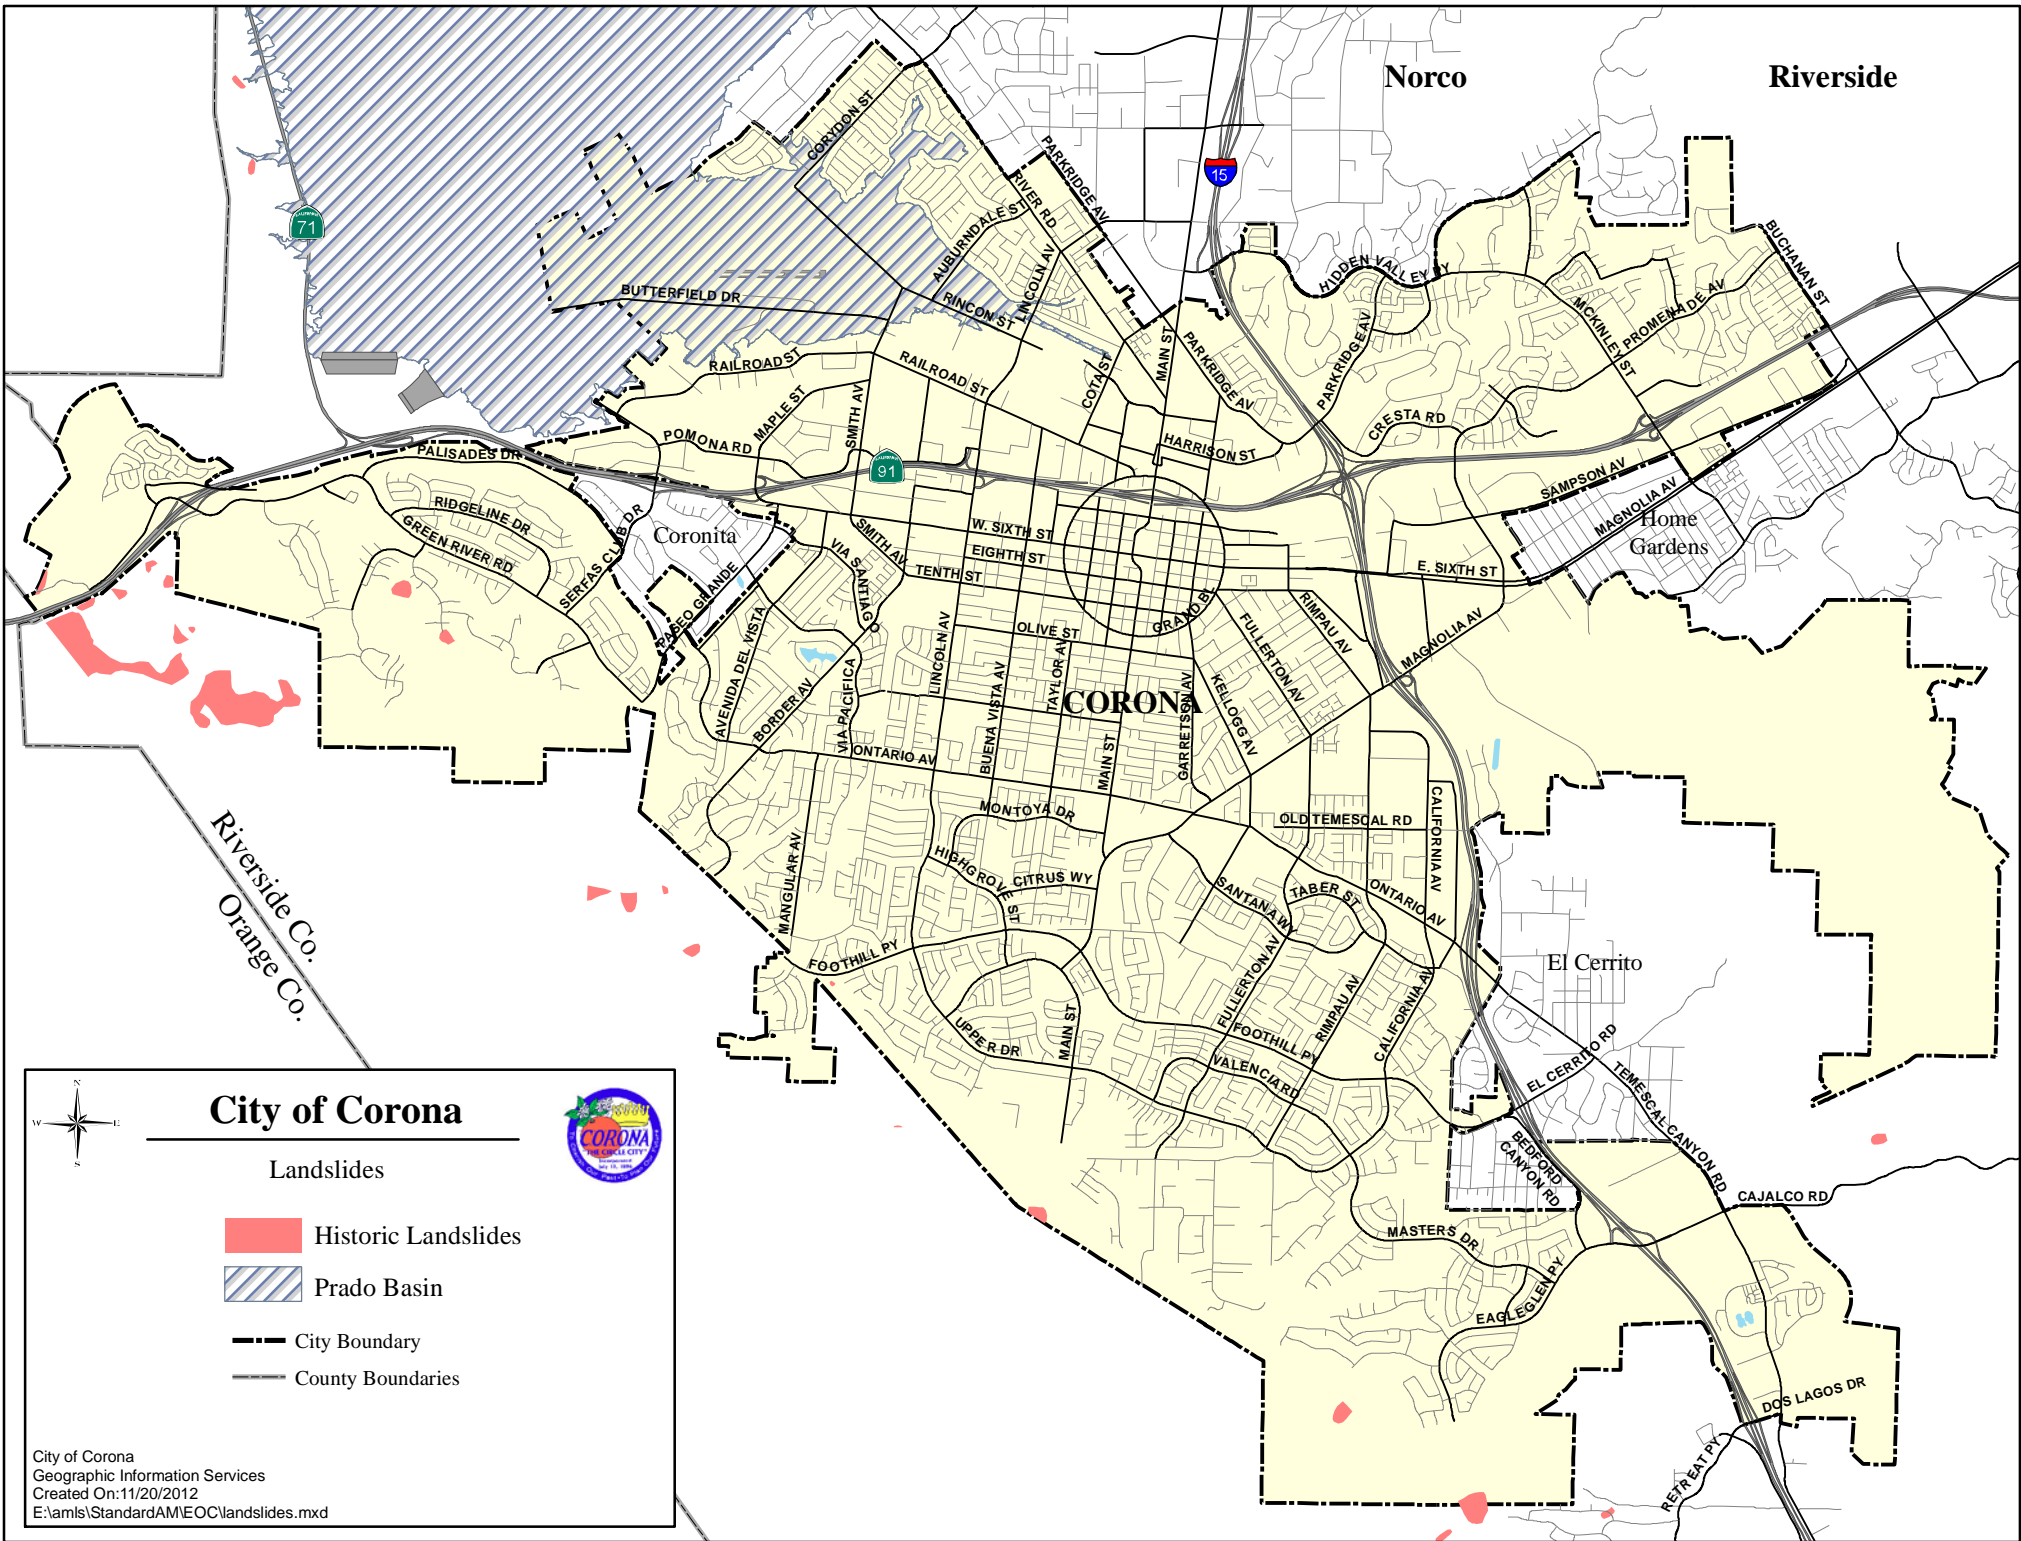 Norco
Riverside
15
71
91
CORYDON ST
PARKRIDGE AV
RIVER RD
AUBURNDALE ST
LINCOLN AV
BUTTERFIELD DR
RINCON ST
HIDDEN VALLEY PY
BUCHANAN ST
MCKINLEY ST
PROMENADE AV
RAILROAD ST
RAILROAD ST
MAPLE ST
SMITH AV
COTA ST
MAIN ST
PARKRIDGE AV
PARKRIDGE AV
CRESTA RD
POMONA RD
HARRISON ST
PALISADES DR
SAMPSON AV
MAGNOLIA AV
Home
Gardens
RIDGELINE DR
GREEN RIVER RD
SERFAS CLUB DR
Coronita
PASEO GRANDE
W. SIXTH ST
EIGHTH ST
TENTH ST
SMITH AV
VIA SANTIAGO
E. SIXTH ST
GRAND BL
RIMPAU AV
FULLERTON AV
MAGNOLIA AV
OLIVE ST
AVENIDA DEL VISTA
BORDER AV
VIA PACIFICA
LINCOLN AV
BUENA VISTA AV
TAYLOR AV
CORONA
GARRETSON AV
KELLOGG AV
MAIN ST
ONTARIO AV
MONTOYA DR
OLD TEMESCAL RD
CALIFORNIA AV
MANGULAR AV
HIGHGROVE ST
CITRUS WY
SANTANA WY
TABER ST
ONTARIO AV
FOOTHILL PY
FULLERTON AV
RIMPAU AV
CALIFORNIA AV
El Cerrito
UPPER DR
MAIN ST
FOOTHILL PY
VALENCIA RD
EL CERRITO RD
TEMESCAL CANYON RD
BEDFORD
CANYON RD
CAJALCO RD
MASTERS DR
EAGLE GLEN PY
DOS LAGOS DR
RETREAT PY
Riverside Co.
Orange Co.
N
W
E
S
City of Corona
CORONA
"THE CIRCLE CITY"
Landslides
Historic Landslides
Prado Basin
City Boundary
County Boundaries
City of Corona
Geographic Information Services
Created On:11/20/2012
E:\amls\StandardAM\EOC\landslides.mxd